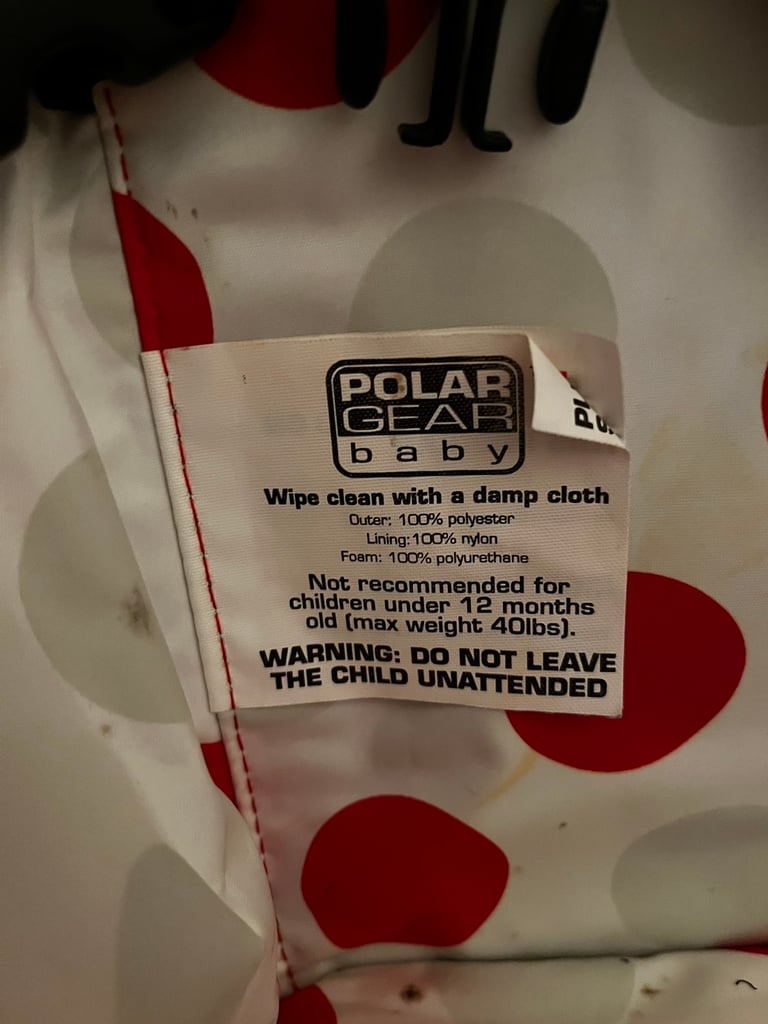 POLAR
GEAR
baby
Wipe clean with a damp cloth
Outer: 100% polyester
Lining:100% nylon
Foam: 100% polyurethane
Not recommended for
children under 12 months
old (max weight 40lbs).
WARNING: DO NOT LEAVE
THE CHILD UNATTENDED